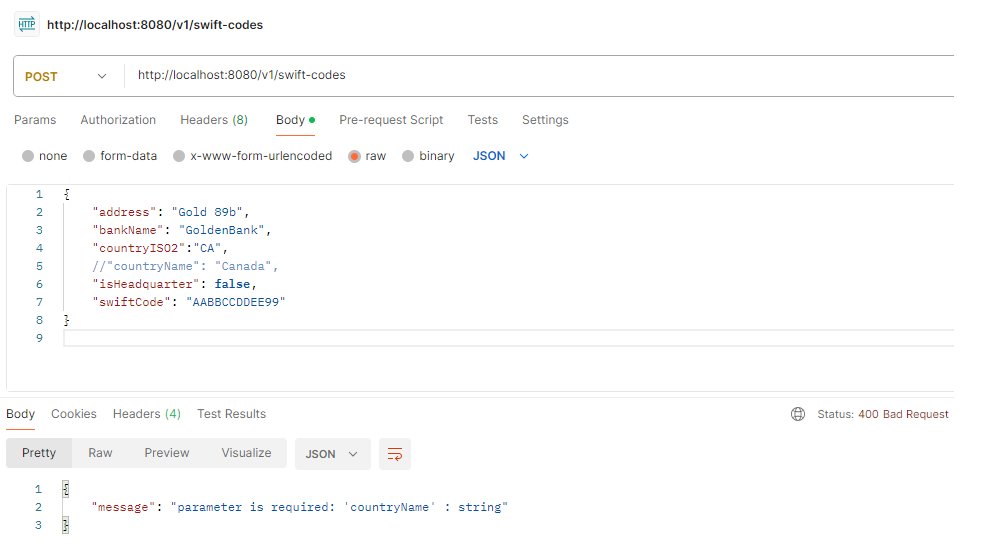 HTTP http://localhost:8080/v1/swift-codes
POST http://localhost:8080/v1/swift-codes
Params Authorization Headers (8) Body Pre-request Script Tests Settings
none form-data x-www-form-urlencoded raw binary JSON
1 {
2 "address": "Gold 89b",
3 "bankName": "GoldenBank",
4 "countryISO2":"CA",
5 //"countryName": "Canada",
6 "isHeadquarter": false,
7 "swiftCode": "AABBCCDDEE99"
8 }
9
Body Cookies Headers (4) Test Results Status: 400 Bad Request
Pretty Raw Preview Visualize JSON
1 {
2 "message": "parameter is required: 'countryName' : string"
3 }